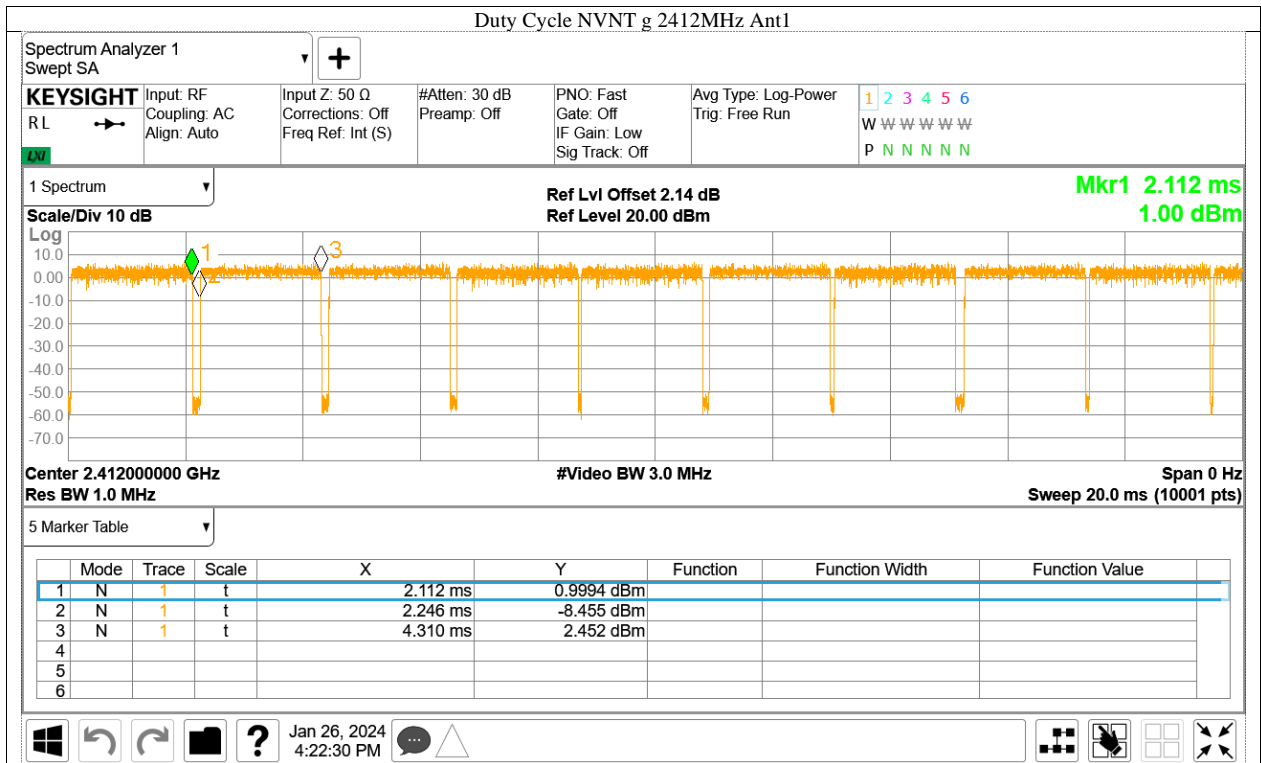 Duty Cycle NVNT g 2412MHz Ant1
Spectrum Analyzer 1
Swept SA
KEYSIGHT
RL
LXI
Input: RF
Coupling: AC
Align: Auto
Input Z: 50 Ω
Corrections: Off
Freq Ref: Int (S)
#Atten: 30 dB
Preamp: Off
PNO: Fast
Gate: Off
IF Gain: Low
Sig Track: Off
Avg Type: Log-Power
Trig: Free Run
1 2 3 4 5 6
W W W W W W
P N N N N N
1 Spectrum
Scale/Div 10 dB
Ref Lvl Offset 2.14 dB
Ref Level 20.00 dBm
Mkr1 2.112 ms
1.00 dBm
Log
10.0
0.00
-10.0
-20.0
-30.0
-40.0
-50.0
-60.0
-70.0
1
2
3
Center 2.412000000 GHz
#Video BW 3.0 MHz
Span 0 Hz
Res BW 1.0 MHz
Sweep 20.0 ms (10001 pts)
5 Marker Table
Mode Trace Scale X Y Function Function Width Function Value
1 N 1 t 2.112 ms 0.9994 dBm
2 N 1 t 2.246 ms -8.455 dBm
3 N 1 t 4.310 ms 2.452 dBm
4
5
6
?
Jan 26, 2024
4:22:30 PM